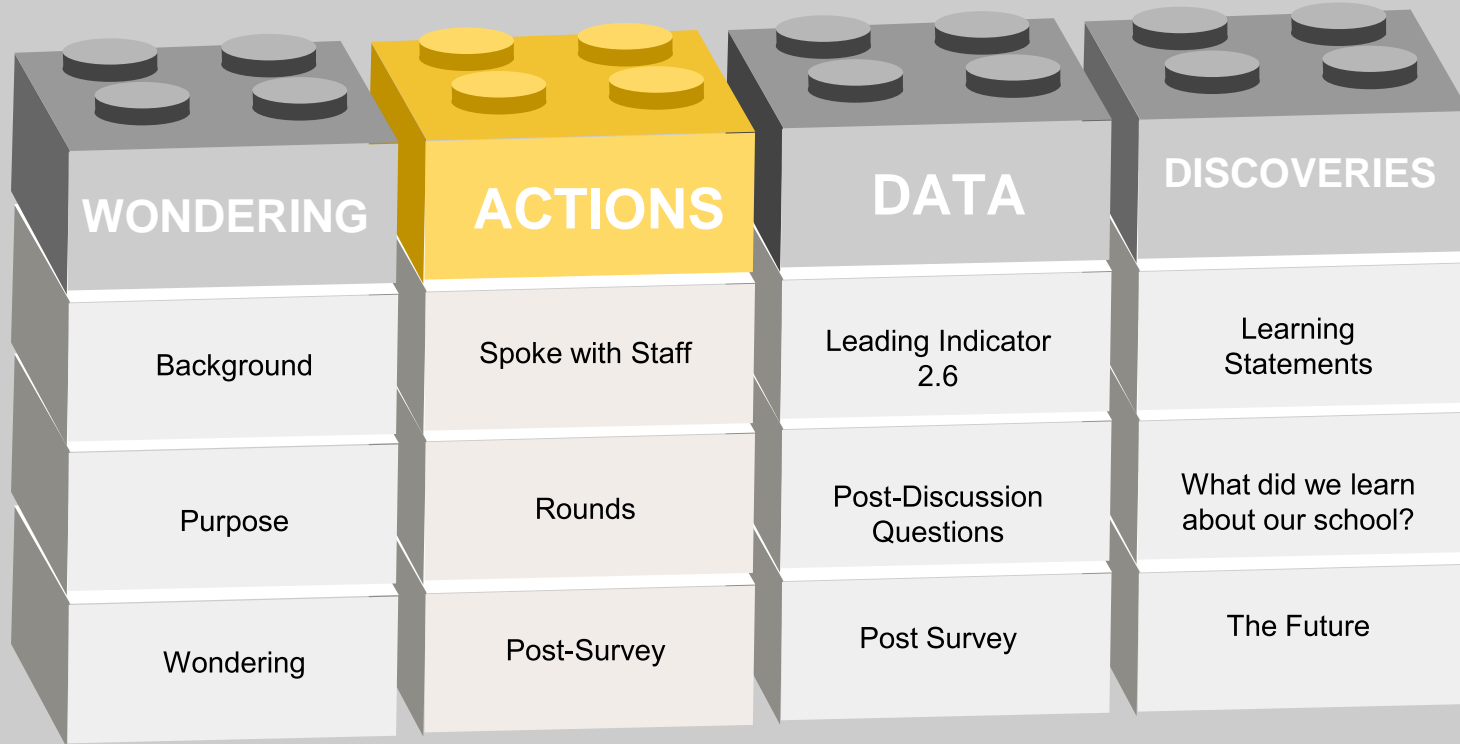 WONDERING
Background
Purpose
Wondering
ACTIONS
Spoke with Staff
Rounds
Post-Survey
DATA
Leading Indicator
2.6
Post-Discussion
Questions
Post Survey
DISCOVERIES
Learning
Statements
What did we learn
about our school?
The Future